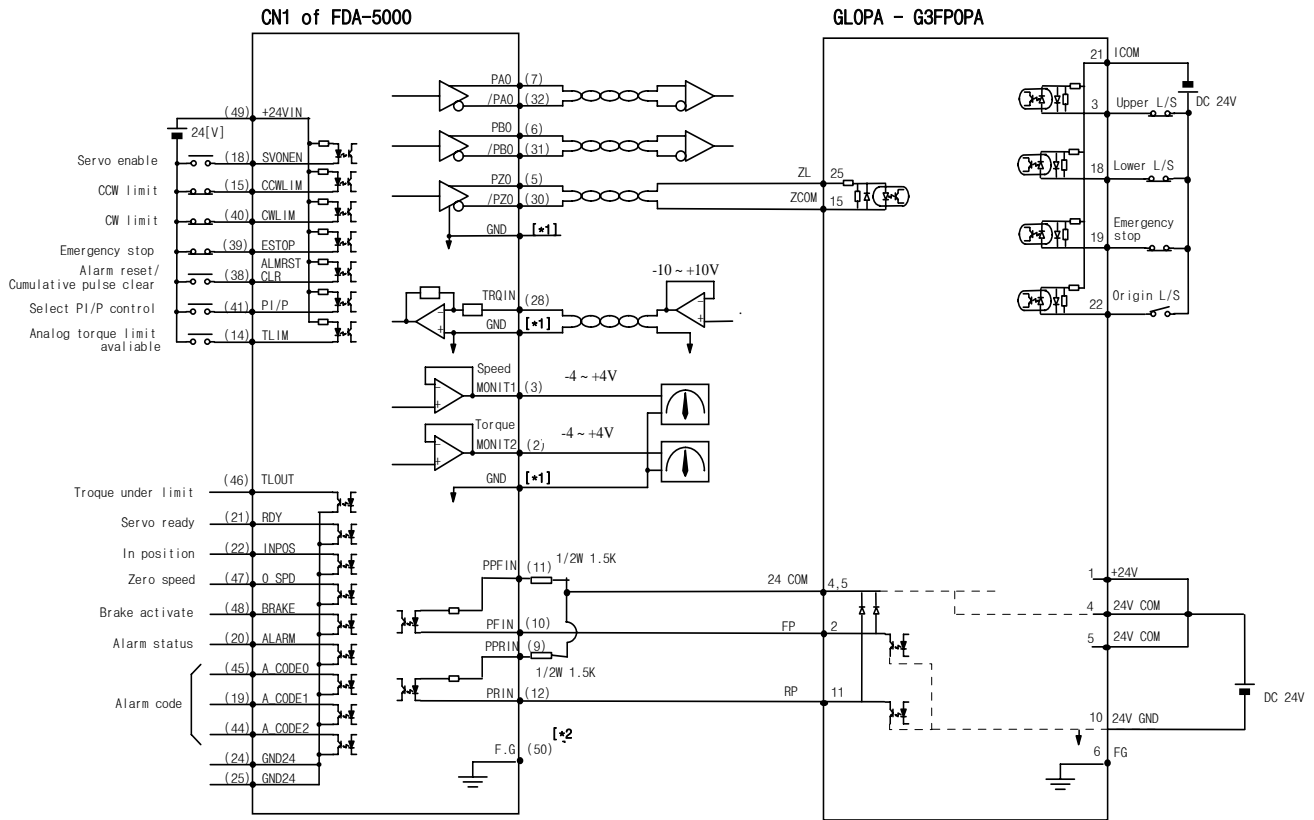 CN1 of FDA-5000
GLOPA - G3FPOPA
(49) +24VIN
24[V]
Servo enable (18) SVONEN
CCW limit (15) CCWLIM
CW limit (40) CWLIM
Emergency stop (39) ESTOP
Alarm reset/
Cumulative pulse clear (38) ALMRST
CLR
Select PI/P control (41) PI/P
Analog torque limit
avaliable (14) TLIM
Troque under limit (46) TLOUT
Servo ready (21) RDY
In position (22) INPOS
Zero speed (47) 0 SPD
Brake activate (48) BRAKE
Alarm status (20) ALARM
Alarm code
(45) A CODE0
(19) A CODE1
(44) A CODE2
(24) GND24
(25) GND24
PAO (7)
/PAO (32)
PBO (6)
/PBO (31)
PZO (5)
/PZO (30)
GND [*1]
TRQIN (28)
GND [*1]
-10 ~ +10V
Speed
MONIT1 (3)
-4 ~ +4V
Torque
MONIT2 (2)
-4 ~ +4V
GND [*1]
PPFIN (11) 1/2W 1.5K
PFIN (10)
PPRIN (9)
1/2W 1.5K
PRIN (12)
[*2
F.G (50)
ZL 25
ZCOM 15
24 COM 4,5
FP 2
RP 11
21 ICOM
DC 24V
3 Upper L/S
18 Lower L/S
19 Emergency
stop
22 Origin L/S
1 +24V
4 24V COM
5 24V COM
DC 24V
10 24V GND
6 FG